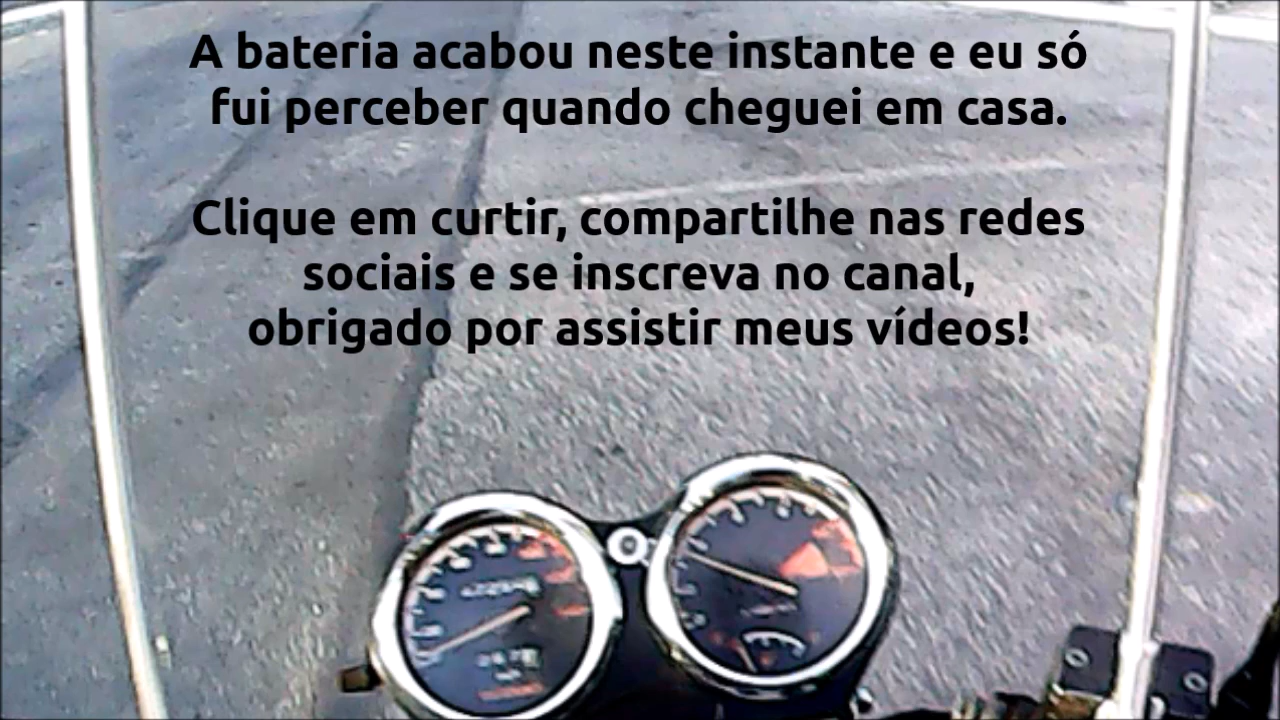 A bateria acabou neste instante e eu só
fui perceber quando cheguei em casa.
Clique em curtir, compartilhe nas redes
sociais e se inscreva no canal,
obrigado por assistir meus vídeos!